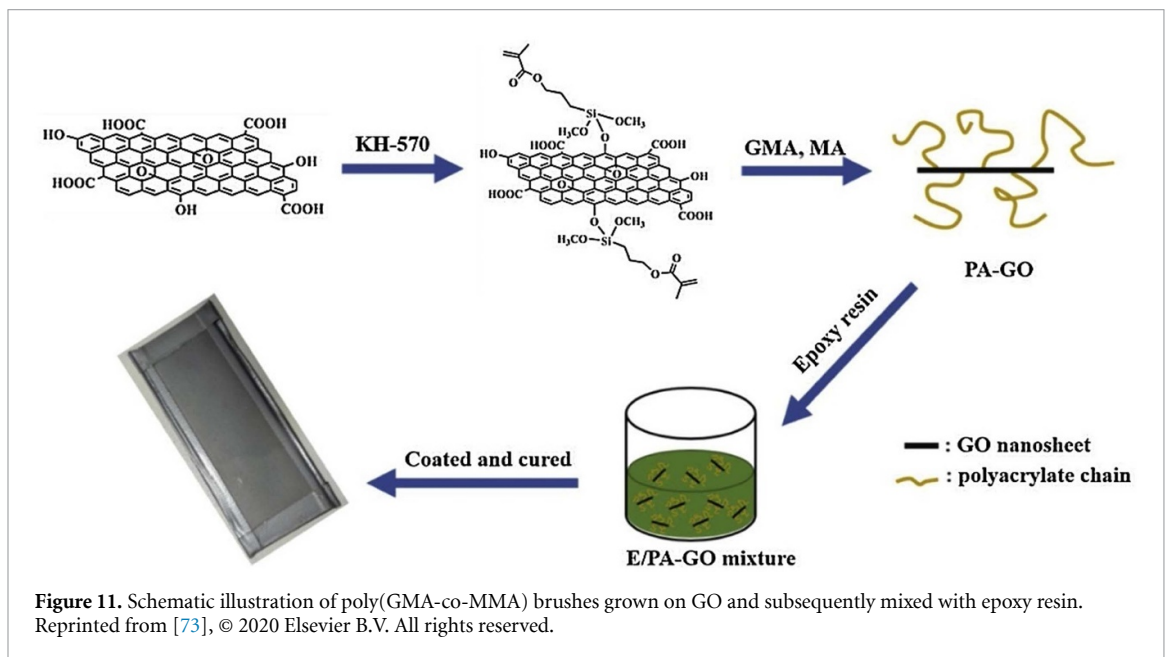 HOOC
COOH
HO
O
OH
O
HOOC
COOH
OH
KH-570
O
O
Si
OCH₃
H₃CO
O
HOOC
COOH
HO
O
OH
O
HOOC
COOH
O
OCH₃
H₃CO
Si
O
O
GMA, MA
PA-GO
Epoxy resin
E/PA-GO mixture
Coated and cured
: GO nanosheet
: polyacrylate chain
Figure 11. Schematic illustration of poly(GMA-co-MMA) brushes grown on GO and subsequently mixed with epoxy resin.
Reprinted from [73], © 2020 Elsevier B.V. All rights reserved.